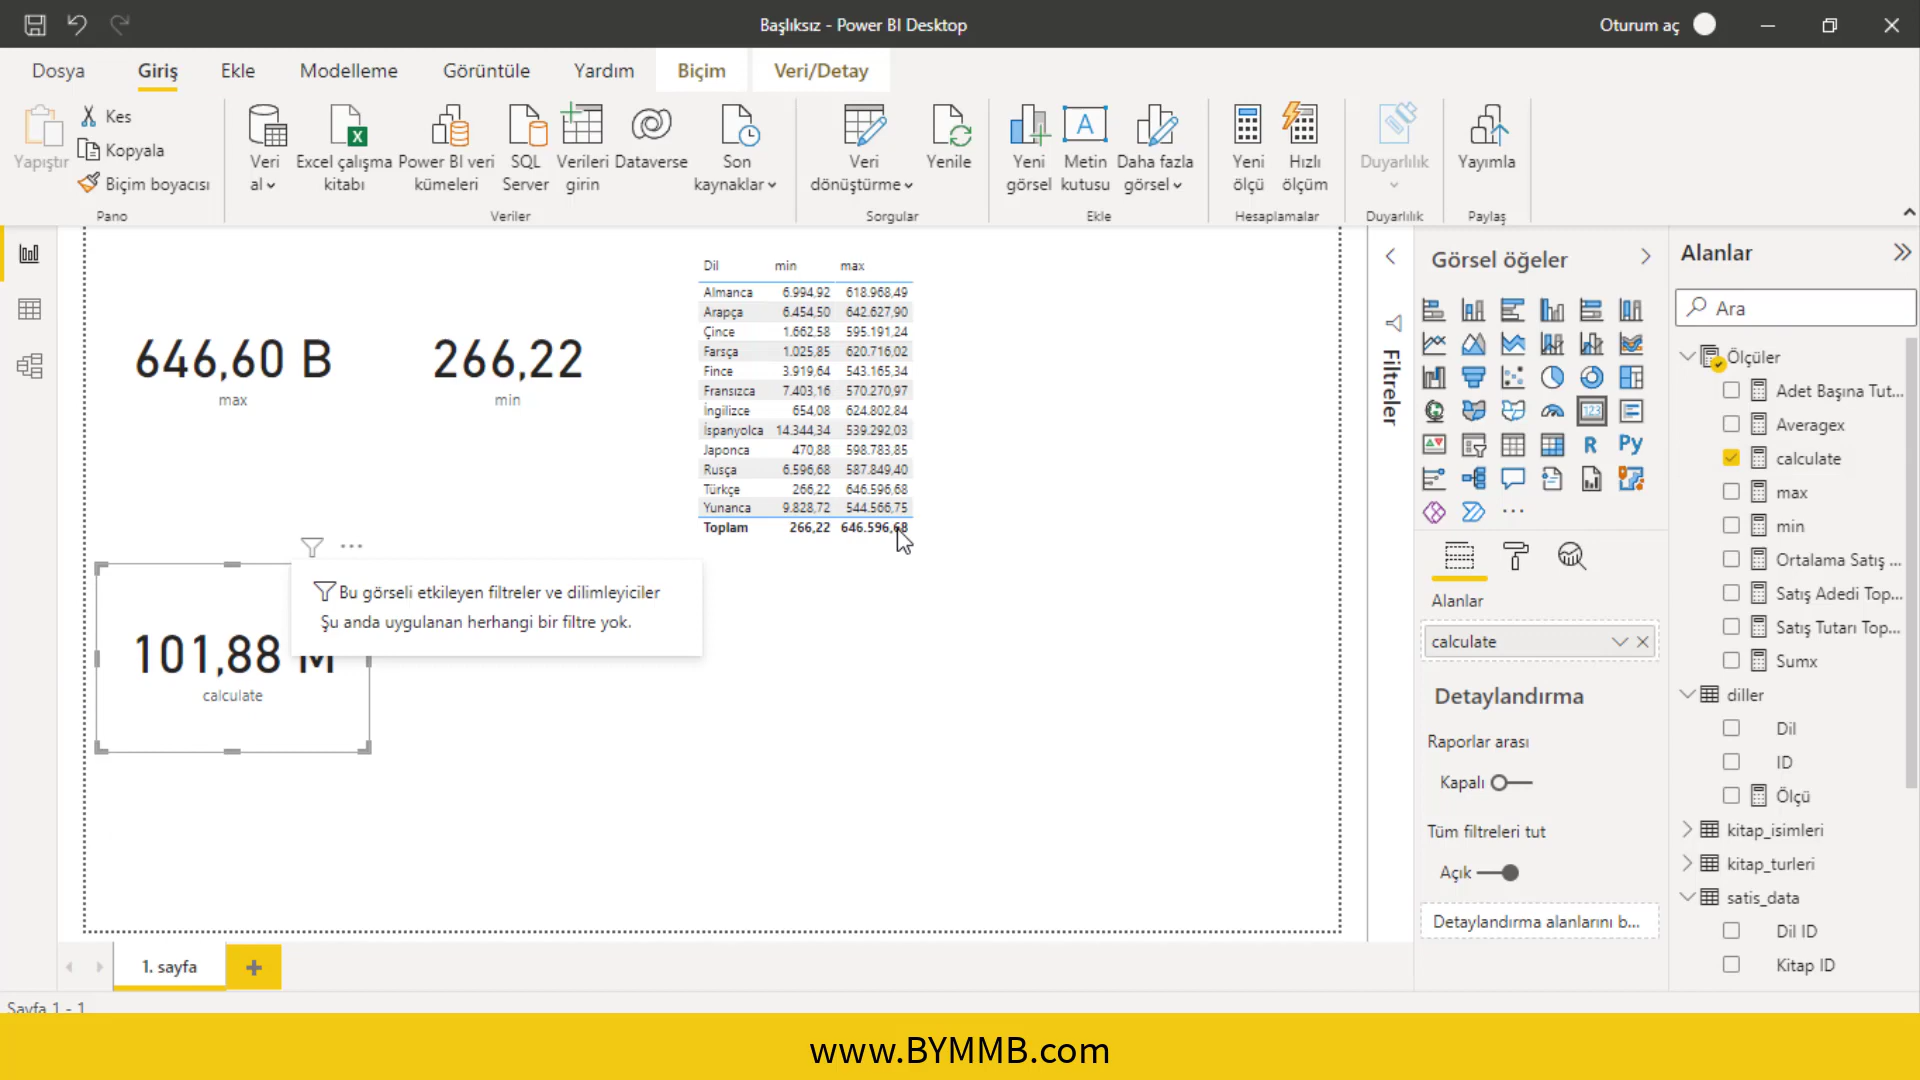 Başlıksız - Power BI Desktop
Oturum aç
Dosya
Giriş
Ekle
Modelleme
Görüntüle
Yardım
Biçim
Veri/Detay
Yapıştır
Kes
Kopyala
Biçim boyacısı
Pano
Veri al
Excel çalışma kitabı
Power BI veri kümeleri
SQL Server
Verileri girin
Dataverse
Son kaynaklar
Veriler
Veri dönüştürme
Yenile
Sorgular
Yeni görsel
Metin kutusu
Daha fazla görsel
Ekle
Yeni ölçü
Hızlı ölçüm
Hesaplamalar
Duyarlılık
Duyarlılık
Yayımla
Paylaş
646,60 B
max
266,22
min
Dil min max
Almanca 6.994,92 618.968,49
Arapça 6.454,50 642.627,90
Çince 1.662,58 595.191,24
Farsça 1.025,85 620.716,02
Fince 3.919,64 543.165,34
Fransızca 7.403,16 570.270,97
İngilizce 654,08 624.802,84
İspanyolca 14.344,34 539.292,03
Japonca 470,88 598.783,85
Rusça 6.596,68 587.849,40
Türkçe 266,22 646.596,68
Yunanca 9.828,72 544.566,75
Toplam 266,22 646.596,68
Bu görseli etkileyen filtreler ve dilimleyiciler
Şu anda uygulanan herhangi bir filtre yok.
101,88 M
calculate
Filtreler
Görsel öğeler
123
R
Py
Alanlar
calculate
Detaylandırma
Raporlar arası
Kapalı
Tüm filtreleri tut
Açık
Detaylandırma alanlarını b...
Alanlar
Ara
Ölçüler
Adet Başına Tut...
Averagex
calculate
max
min
Ortalama Satış ...
Satış Adedi Top...
Satış Tutarı Top...
Sumx
diller
Dil
ID
Ölçü
kitap_isimleri
kitap_turleri
satis_data
Dil ID
Kitap ID
1. sayfa
Sayfa 1 - 1
www.BYMMB.com